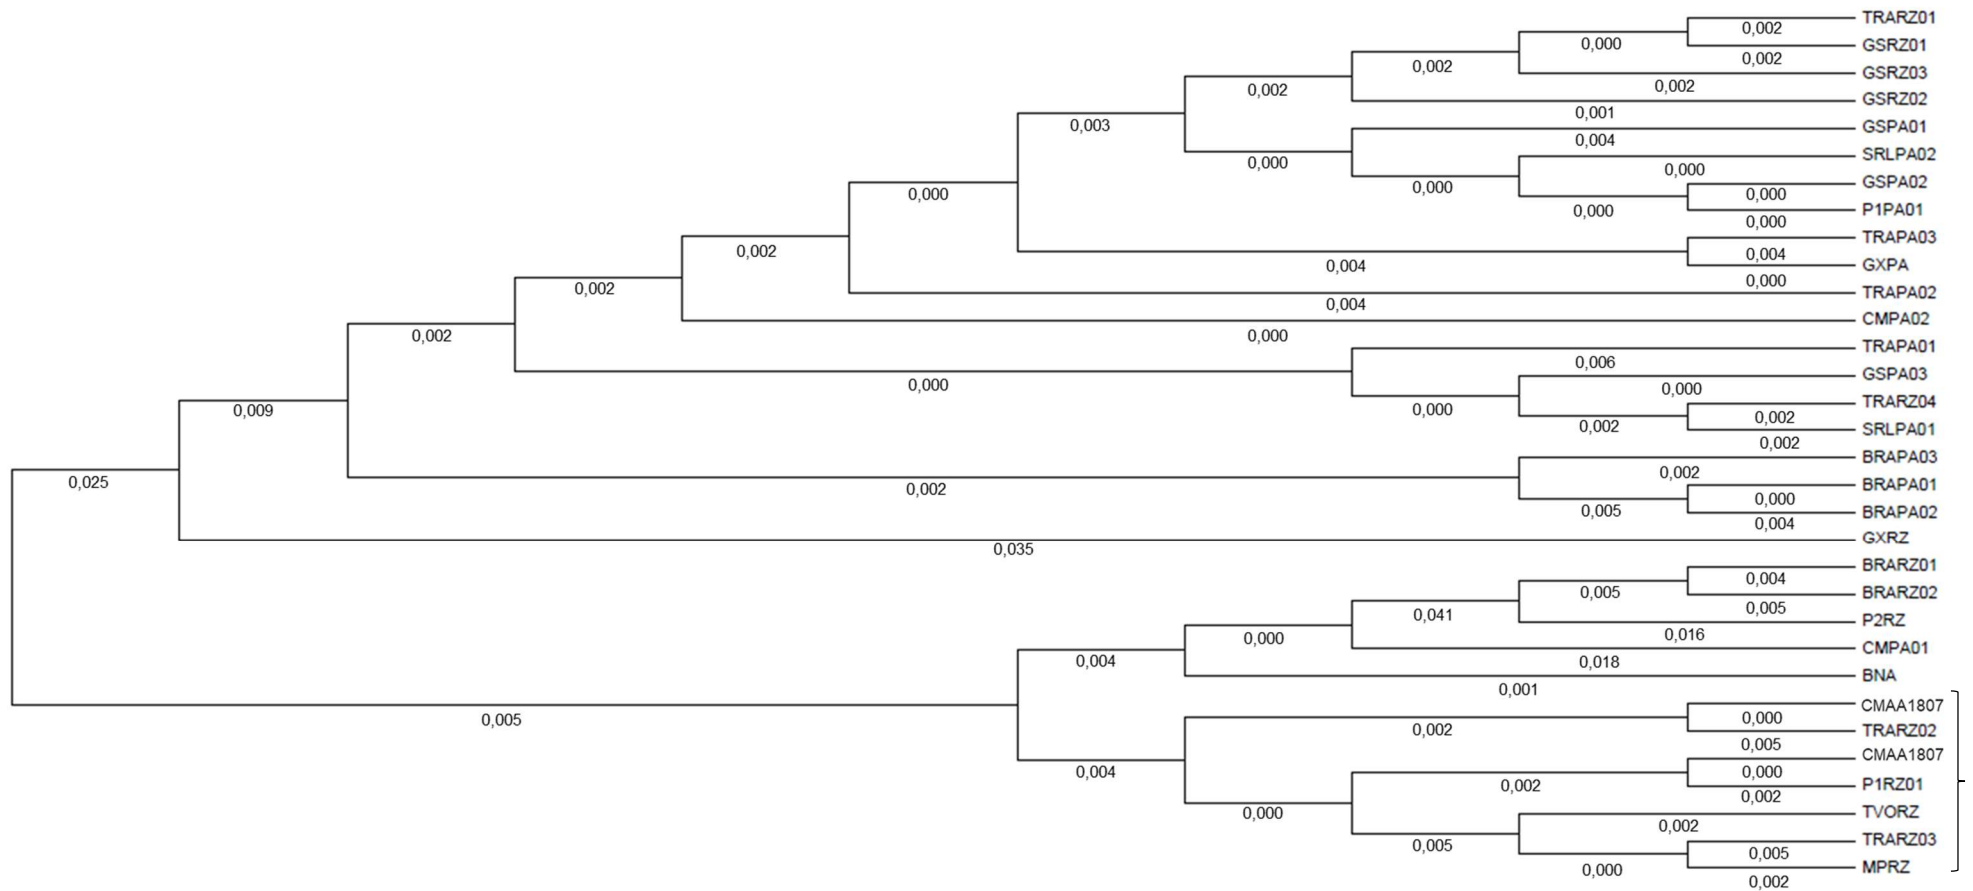 TRARZ01
0,002
0,000
GSRZ01
0,002
0,002
GSRZ03
0,002
0,002
GSRZ02
0,001
0,003
GSPA01
0,004
0,000
SRLPA02
0,000
0,000
GSPA02
0,000
0,000
P1PA01
0,000
0,000
TRAPA03
0,002
0,004
0,004
GXPA
0,000
0,002
TRAPA02
0,004
CMPA02
0,002
0,000
TRAPA01
0,006
0,000
GSPA03
0,000
0,009
0,000
TRARZ04
0,002
0,002
SRLPA01
0,002
BRAPA03
0,002
0,025
0,002
BRAPA01
0,000
0,005
BRAPA02
0,004
GXRZ
0,035
BRARZ01
0,004
0,005
BRARZ02
0,005
0,041
P2RZ
0,016
0,000
CMPA01
0,018
0,004
BNA
0,001
CMAA1807
0,000
0,005
0,002
TRARZ02
0,005
CMAA1807
0,004
0,000
0,002
P1RZ01
0,002
0,000
TVORZ
0,002
0,005
TRARZ03
0,005
0,000
MPRZ
0,002